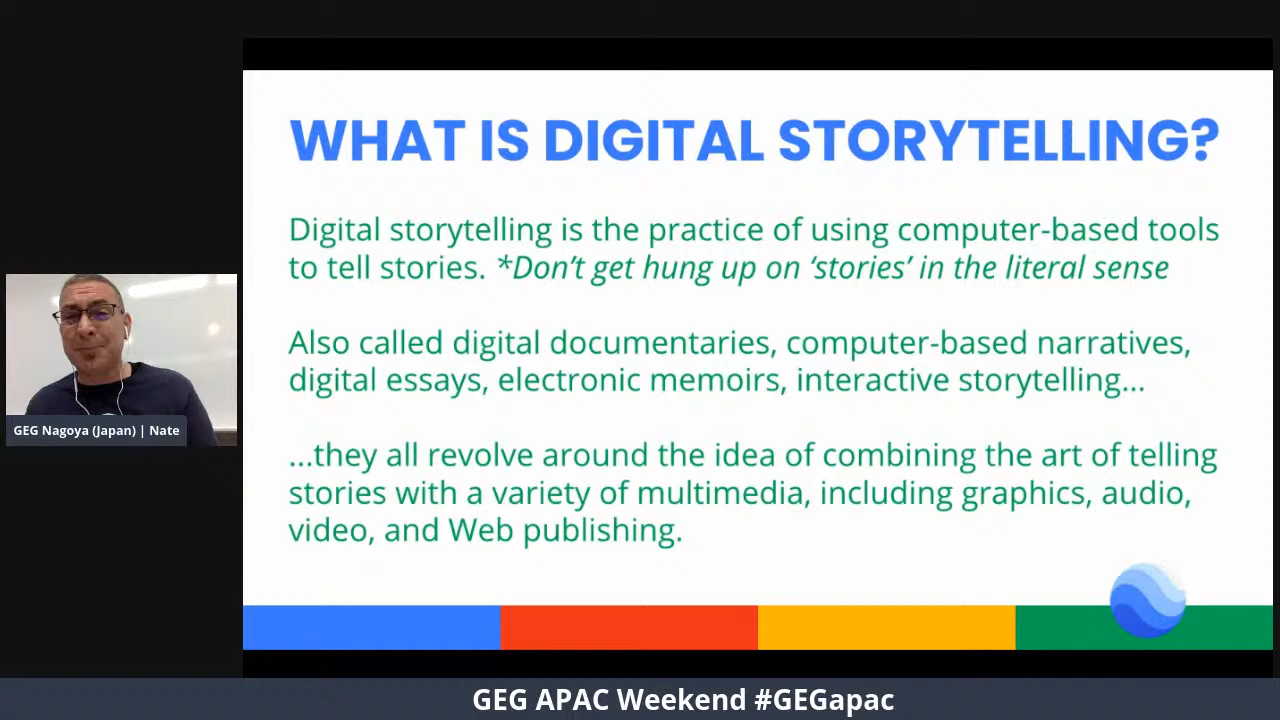 WHAT IS DIGITAL STORYTELLING?
Digital storytelling is the practice of using computer-based tools
to tell stories. *Don't get hung up on ‘stories’ in the literal sense
Also called digital documentaries, computer-based narratives,
digital essays, electronic memoirs, interactive storytelling...
...they all revolve around the idea of combining the art of telling
stories with a variety of multimedia, including graphics, audio,
video, and Web publishing.
GEG Nagoya (Japan) | Nate
GEG APAC Weekend #GEGapac